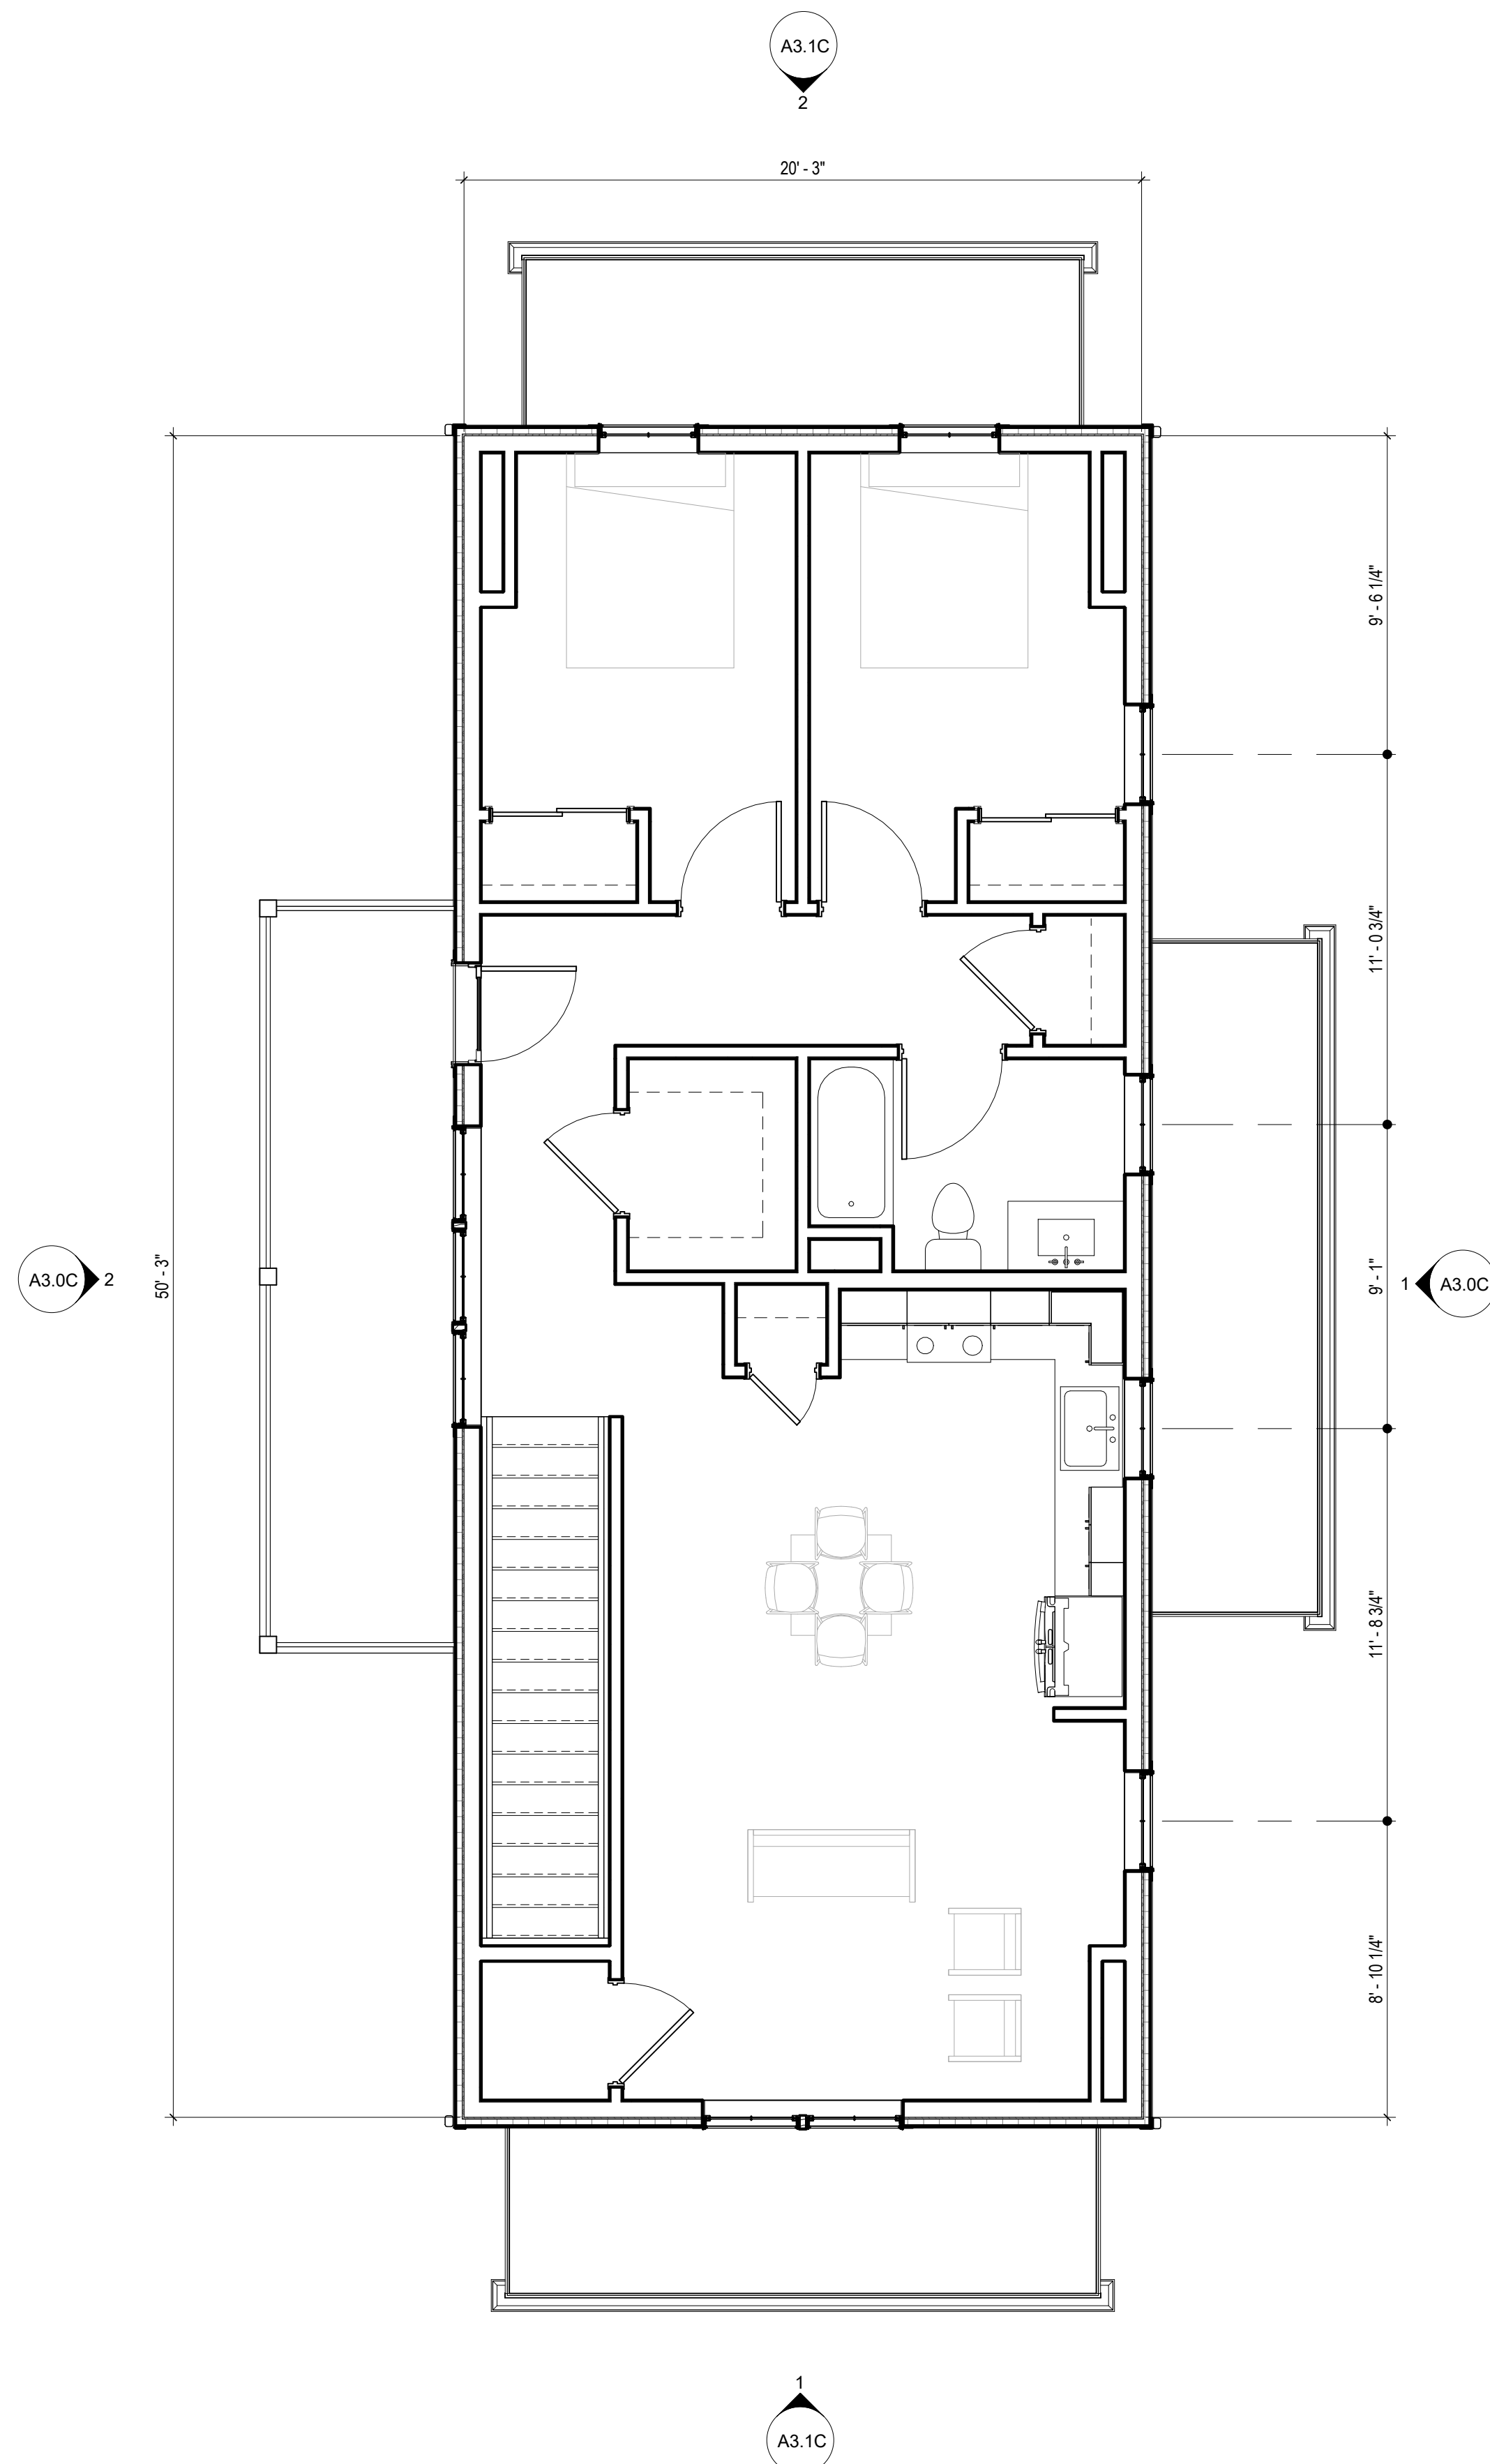 A3.1C
2
20' - 3"
9' - 6 1/4"
11' - 0 3/4"
50' - 3"
A3.0C 2
9' - 1"
1 A3.0C
11' - 8 3/4"
8' - 10 1/4"
1
A3.1C